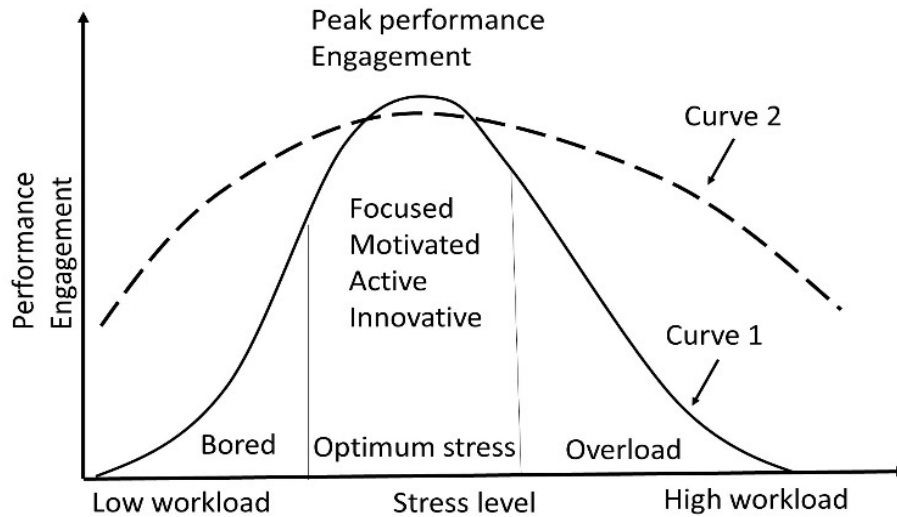 Peak performance
Engagement
Curve 2
Performance
Engagement
Focused
Motivated
Active
Innovative
Curve 1
Bored
Optimum stress
Overload
Low workload
Stress level
High workload